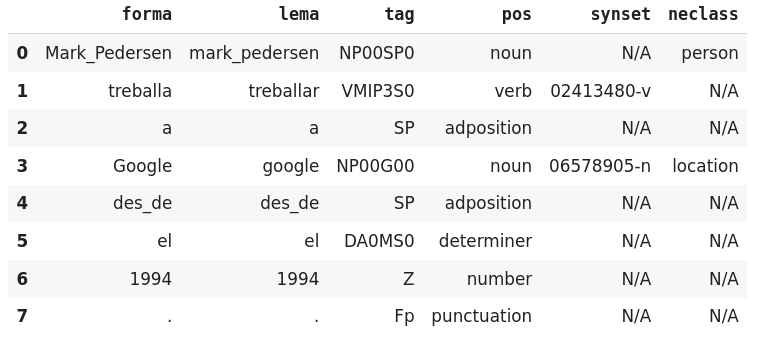 forma lema tag pos synset neclass
0 Mark_Pedersen mark_pedersen NP00SP0 noun N/A person
1 treballa treballar VMIP3S0 verb 02413480-v N/A
2 a a SP adposition N/A N/A
3 Google google NP00G00 noun 06578905-n location
4 des_de des_de SP adposition N/A N/A
5 el el DA0MS0 determiner N/A N/A
6 1994 1994 Z number N/A N/A
7 . . Fp punctuation N/A N/A